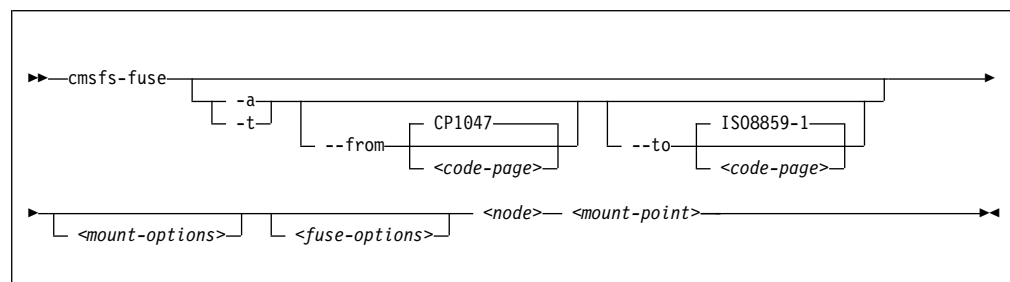 cmsfs-fuse
-a
-t
CP1047
ISO8859-1
--from
--to
<code-page>
<code-page>
<node> <mount-point>
<mount-options>
<fuse-options>